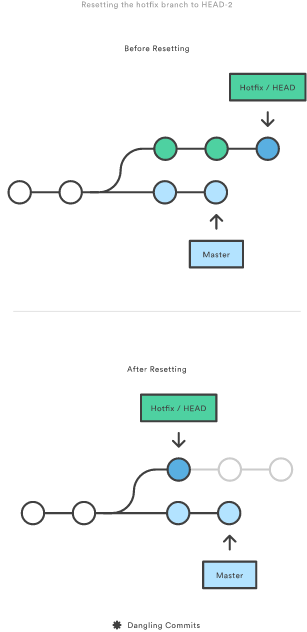 Resetting the hotfix branch to HEAD-2
Before Resetting
Hotfix / HEAD
Master
After Resetting
Hotfix / HEAD
Master
Dangling Commits